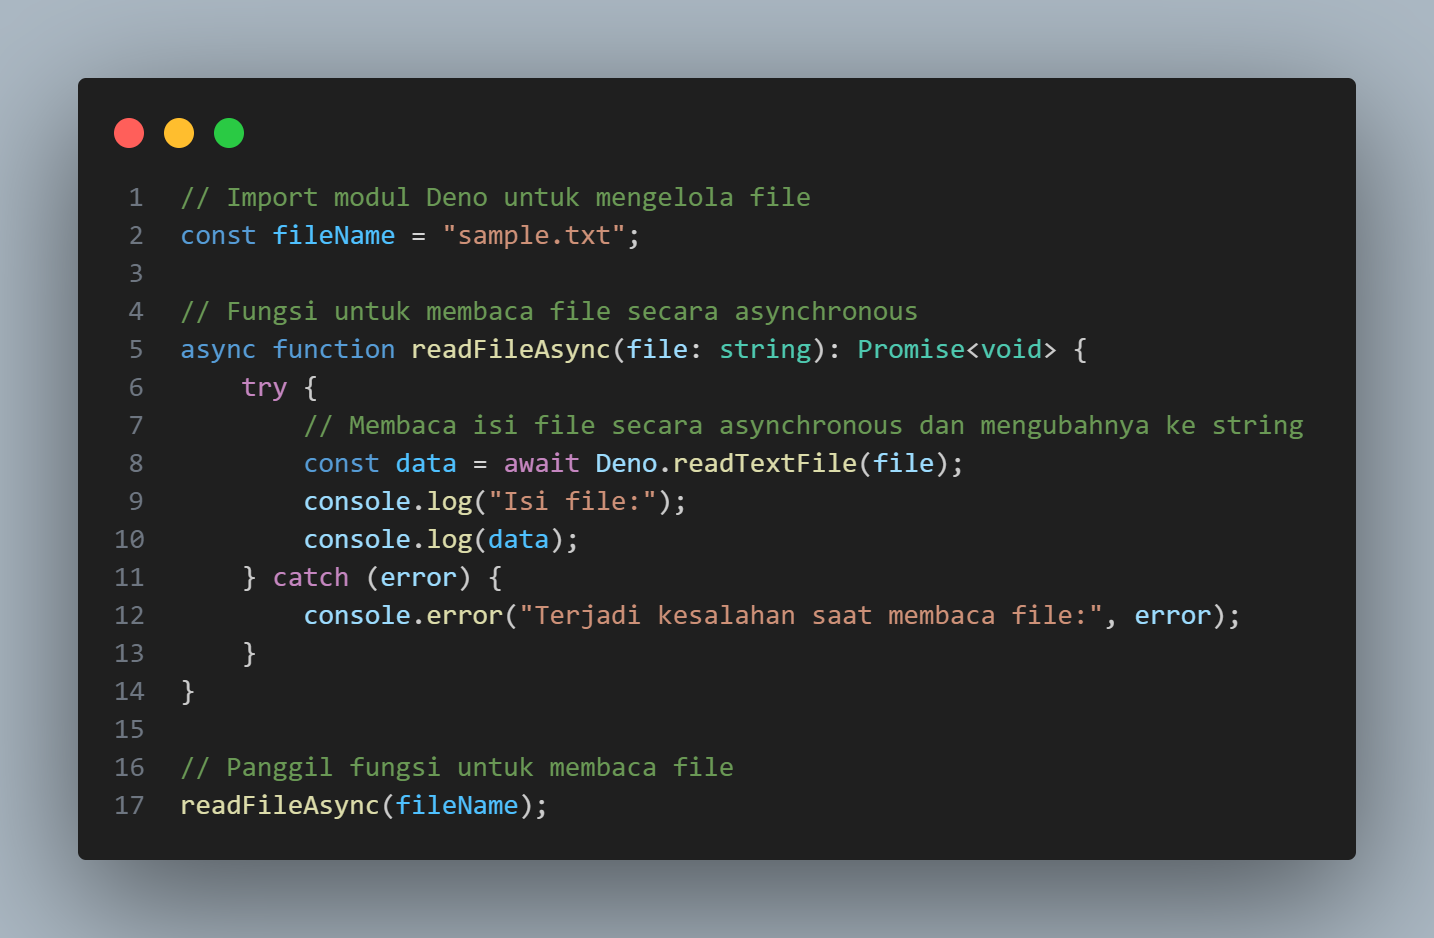 1 // Import modul Deno untuk mengelola file
2 const fileName = "sample.txt";
3
4 // Fungsi untuk membaca file secara asynchronous
5 async function readFileAsync(file: string): Promise<void> {
6     try {
7         // Membaca isi file secara asynchronous dan mengubahnya ke string
8         const data = await Deno.readTextFile(file);
9         console.log("Isi file:");
10         console.log(data);
11     } catch (error) {
12         console.error("Terjadi kesalahan saat membaca file:", error);
13     }
14 }
15
16 // Panggil fungsi untuk membaca file
17 readFileAsync(fileName);